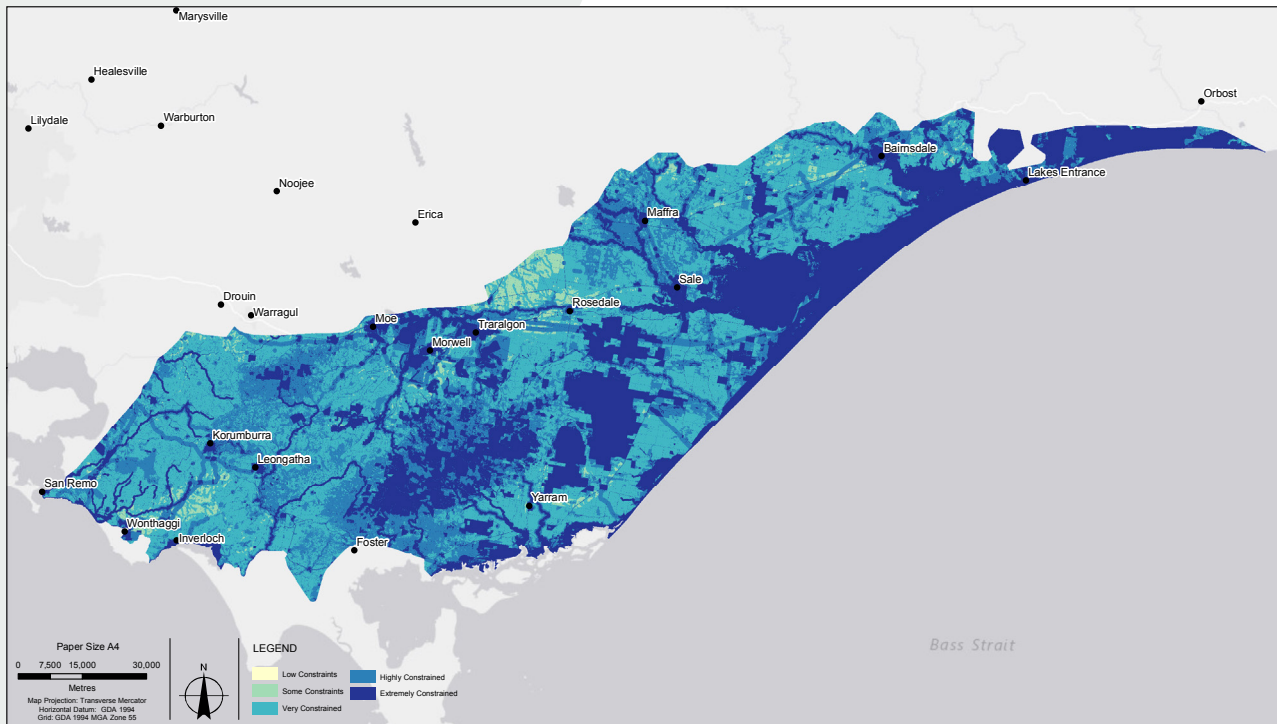 Marysville
Healesville
Orbost
Lilydale
Warburton
Bairnsdale
Lakes Entrance
Noojee
Erica
Maffra
Sale
Drouin
Rosedale
Warragul
Moe
Traralgon
Morwell
Korumburra
Leongatha
San Remo
Yarram
Wonthaggi
Inverloch
Foster
Bass Strait
Paper Size A4
0 7,500 15,000 30,000
Metres
Map Projection: Transverse Mercator
Horizontal Datum: GDA 1994
Grid: GDA 1994 MGA Zone 55
N
LEGEND
Low Constraints
Some Constraints
Very Constrained
Highly Constrained
Extremely Constrained